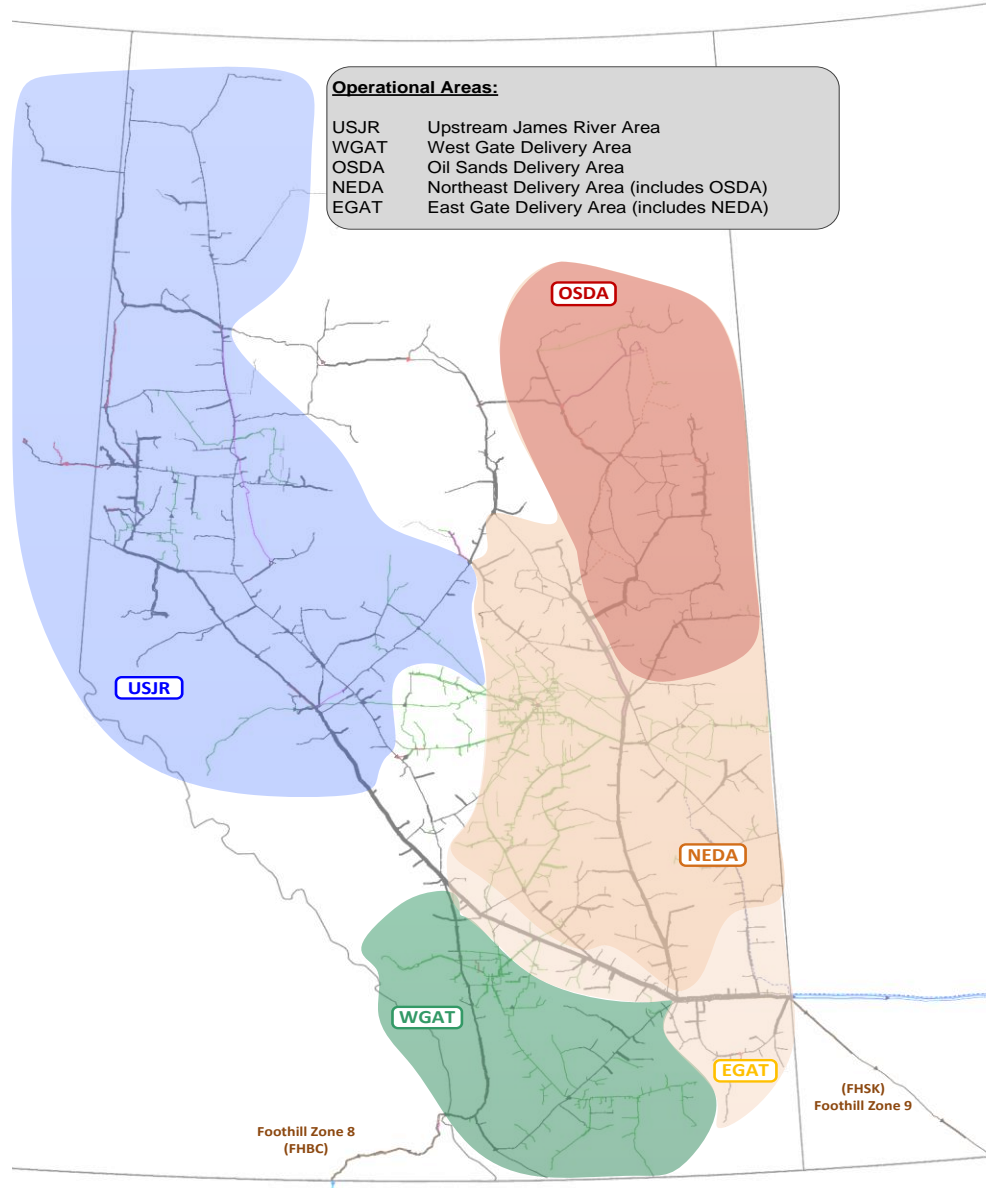 Operational Areas:
USJR Upstream James River Area
WGAT West Gate Delivery Area
OSDA Oil Sands Delivery Area
NEDA Northeast Delivery Area (includes OSDA)
EGAT East Gate Delivery Area (includes NEDA)
OSDA
USJR
NEDA
WGAT
EGAT
(FHSK)
Foothill Zone 9
Foothill Zone 8
(FHBC)